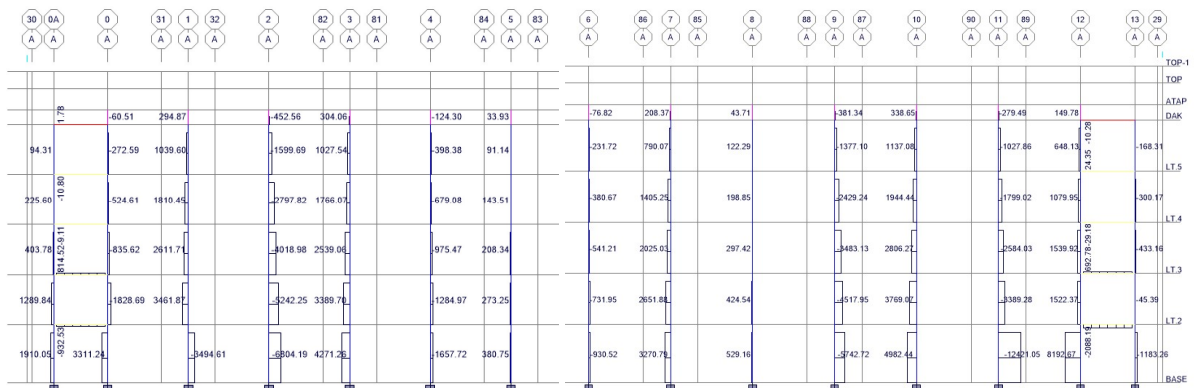 30 0A 0 31 1 32 2 82 3 81 4 84 5 83 6 86 7 85 8 88 9 87 10 90 11 89 12 13 29
A A A A A A A A A A A A A A A A A A A A A A A A A A A
TOP-1
TOP
ATAP
1.78 -60.51 294.87 -452.56 304.06 -124.30 33.93 -76.82 208.37 43.71 -381.34 338.65 -279.49 149.78 DAK
94.31 -272.59 1039.60 -1599.69 1027.54 -398.38 91.14 -231.72 790.07 122.29 -1377.10 1137.08 -1027.86 648.13 24.35 -10.28 -168.31
LT.5
225.60 -10.80 -524.61 1810.45 -2797.82 1766.07 -679.08 143.51 -380.67 1405.25 198.85 -2429.24 1944.44 -1799.02 1079.95 -300.17
LT.4
403.78 814.52 -9.11 -835.62 2611.71 -4018.98 2539.06 -975.47 208.34 -541.21 2025.03 297.42 -3483.13 2806.27 -2584.03 1539.92 692.78 -29.18 -433.16
LT.3
1289.84 -1828.69 3461.87 -5242.25 3389.70 -1284.97 273.25 -731.95 2651.88 424.54 -4517.95 3769.07 -3389.28 1522.37 -45.39
LT.2
1910.05 -932.53 3311.24 -3494.61 -6804.19 4271.26 -1657.72 380.75 -930.52 3270.79 529.16 -5742.72 4982.44 -12421.05 8192.67 -2088.19 -1183.26
BASE